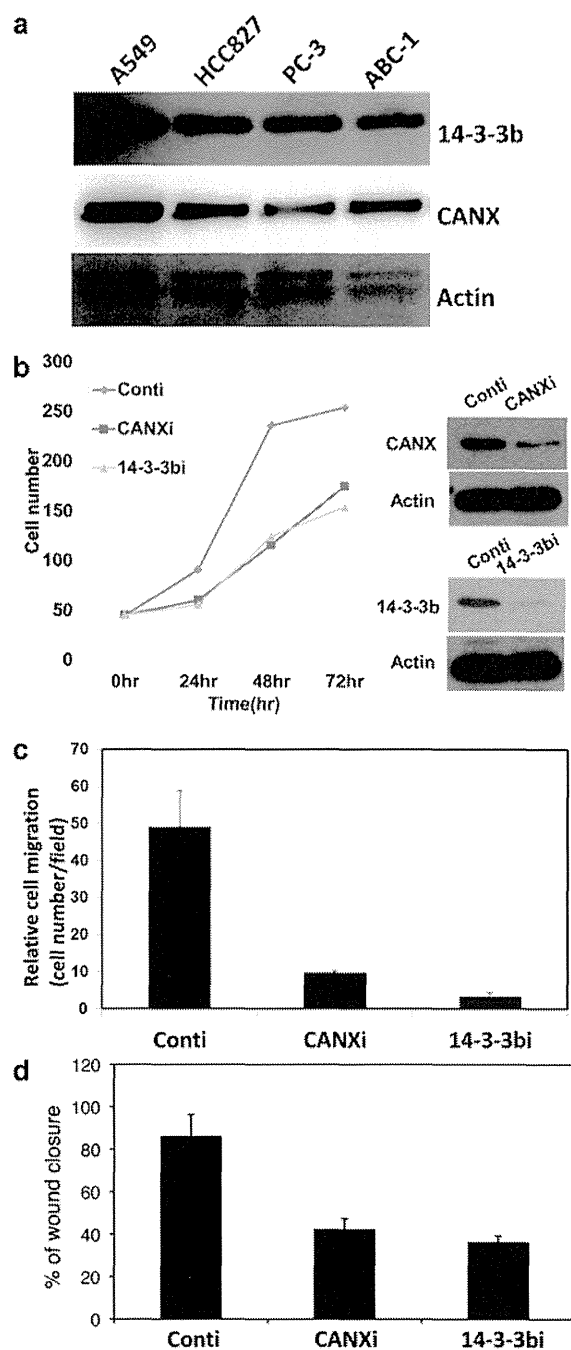 a
A549 HCC827 PC-3 ABC-1
14-3-3b
CANX
Actin
b
300
250
200
150
100
50
0
Cell number
Conti
CANXi
14-3-3bi
0hr 24hr 48hr 72hr
Time(hr)
Conti CANXi
CANX
Actin
Conti 14-3-3bi
14-3-3b
Actin
c
Relative cell migration
(cell number/field)
70
60
50
40
30
20
10
0
Conti CANXi 14-3-3bi
d
% of wound closure
120
100
80
60
40
20
0
Conti CANXi 14-3-3bi